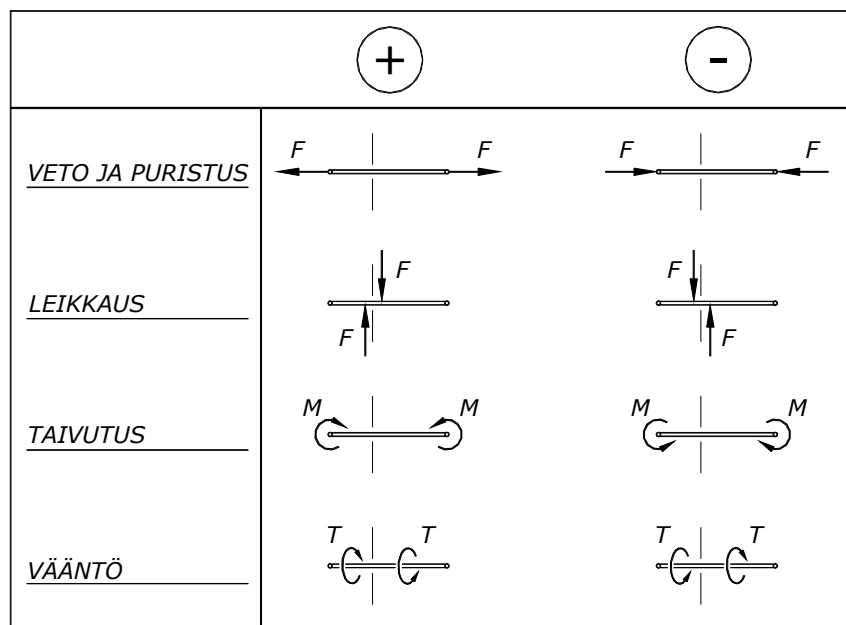 + -
VETO JA PURISTUS F F F F
LEIKKAUS F F F F
TAIVUTUS M M M M
VÄÄNTÖ T T T T